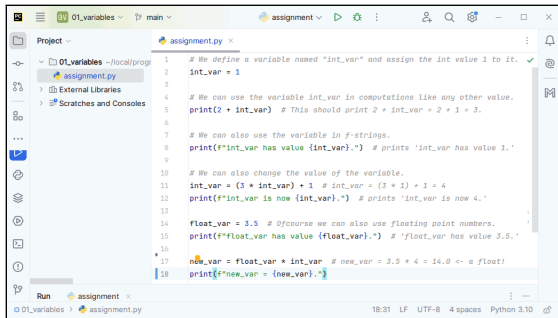 PC
0V
01_variables
main
assignment
Project
assignment.py
01_variables ~/local/progr
assignment.py
External Libraries
Scratches and Consoles
1 # We define a variable named "int_var" and assign the int value 1 to it.
2 int_var = 1
3
4 # We can use the variable int_var in computations like any other value.
5 print(2 + int_var) # This should print 2 + int_var = 2 + 1 = 3.
6
7 # We can also use the variable in f-strings.
8 print(f"int_var has value {int_var}.") # prints 'int_var has value 1.'
9
10 # We can also change the value of the variable.
11 int_var = (3 * int_var) + 1 # int_var = (3 * 1) + 1 = 4
12 print(f"int_var is now {int_var}.") # prints 'int_var is now 4.'
13
14 float_var = 3.5 # Ofcourse we can also use floating point numbers.
15 print(f"float_var has value {float_var}.") # 'float_var has value 3.5.'
16
17 new_var = float_var * int_var # new_var = 3.5 * 4 = 14.0 <- a float!
18 print(f"new_var = {new_var}.")
Run
assignment
01_variables > assignment.py
18:31 LF UTF-8 4 spaces Python 3.10